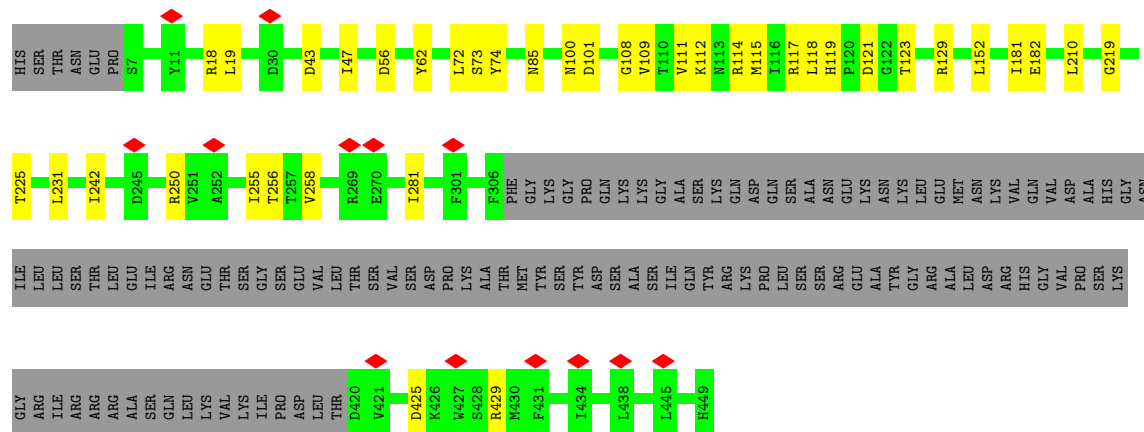 HIS SER THR ASN GLU PRO S7 Y11 R18 L19 D30 D43 I47 D56 Y62 L72 S73 Y74 N85 N100 D101 G108 V109 T110 V111 K112 N113 R114 M115 I116 R117 L118 H119 P120 D121 G122 T123 R129 L152 I181 E182 L210 G219
T225 L231 I242 D245 R250 V251 A252 I255 T256 T257 V258 R269 E270 I281 F301 F306 PHE GLY LYS GLY PRO GLN LYS LYS GLY ALA SER LYS GLN ASP GLN SER ALA ASN GLU LYS ASN LYS LEU GLU MET ASN LYS VAL GLN VAL ASP ALA HIS GLY ASN
ILE LEU LEU SER THR LEU GLU ILE ARG ASN GLU THR SER GLY SER GLU VAL LEU THR SER VAL SER ASP PRO LYS ALA THR MET TYR SER TYR ASP SER ALA SER ILE GLN TYR ARG LYS PRO LEU SER SER ARG GLU ALA TYR GLY ARG ALA LEU ASP ARG HIS GLY VAL PRO SER LYS
GLY ARG ILE ARG ARG ARG ALA SER GLN LEU LYS VAL LYS ILE PRO ASP LEU THR D420 V421 D425 K426 W427 S428 R429 M430 F431 I434 L438 L445 H449